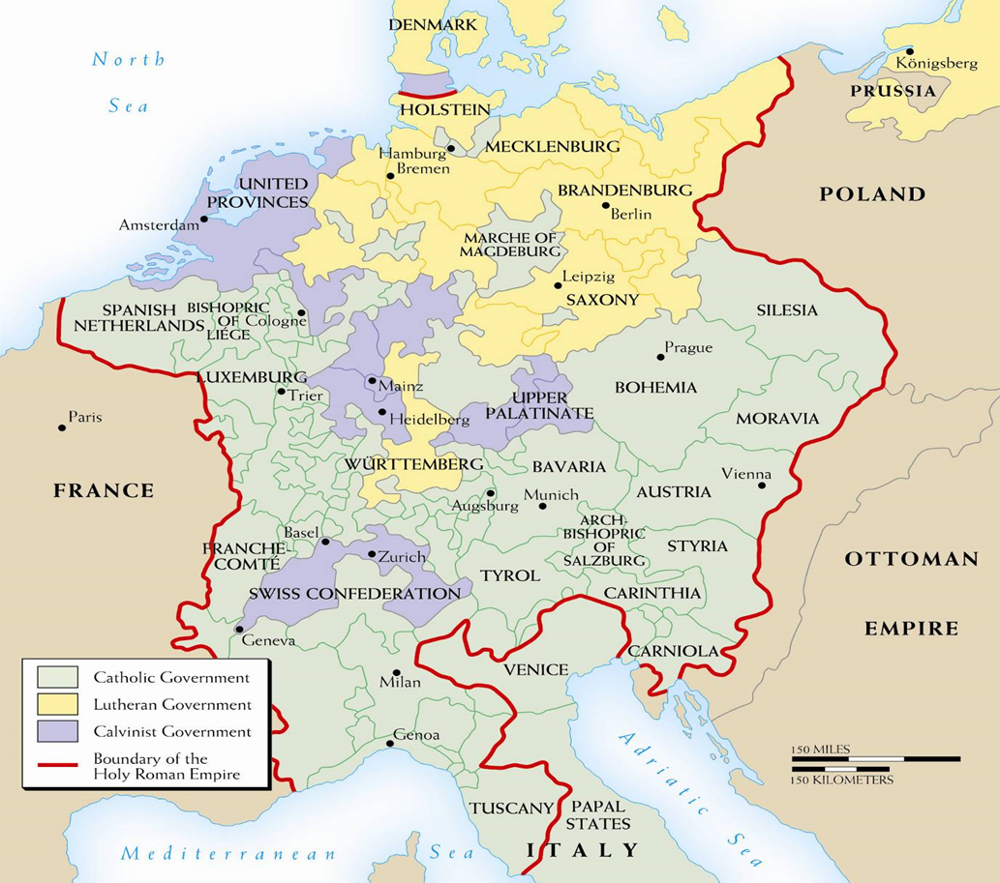 DENMARK
North
Sea
Königsberg
PRUSSIA
HOLSTEIN
MECKLENBURG
Hamburg
Bremen
UNITED
PROVINCES
BRANDENBURG
Berlin
POLAND
Amsterdam
MARCHE OF
MAGDEBURG
Leipzig
SAXONY
SPANISH
NETHERLANDS
BISHOPRIC
OF
LIÉGE
Cologne
SILESIA
Prague
LUXEMBURG
Trier
Mainz
BOHEMIA
UPPER
PALATINATE
Paris
Heidelberg
MORAVIA
WÜRTTEMBERG
BAVARIA
Vienna
FRANCE
Augsburg
Munich
AUSTRIA
ARCH-
BISHOPRIC
OF
SALZBURG
Basel
FRANCHE-
COMTÉ
Zurich
STYRIA
OTTOMAN
EMPIRE
TYROL
SWISS CONFEDERATION
CARINTHIA
Geneva
CARNIOLA
VENICE
Milan
Genoa
Catholic Government
Lutheran Government
Calvinist Government
Boundary of the
Holy Roman Empire
150 MILES
150 KILOMETERS
Adriatic Sea
TUSCANY
PAPAL
STATES
ITALY
Mediterranean Sea